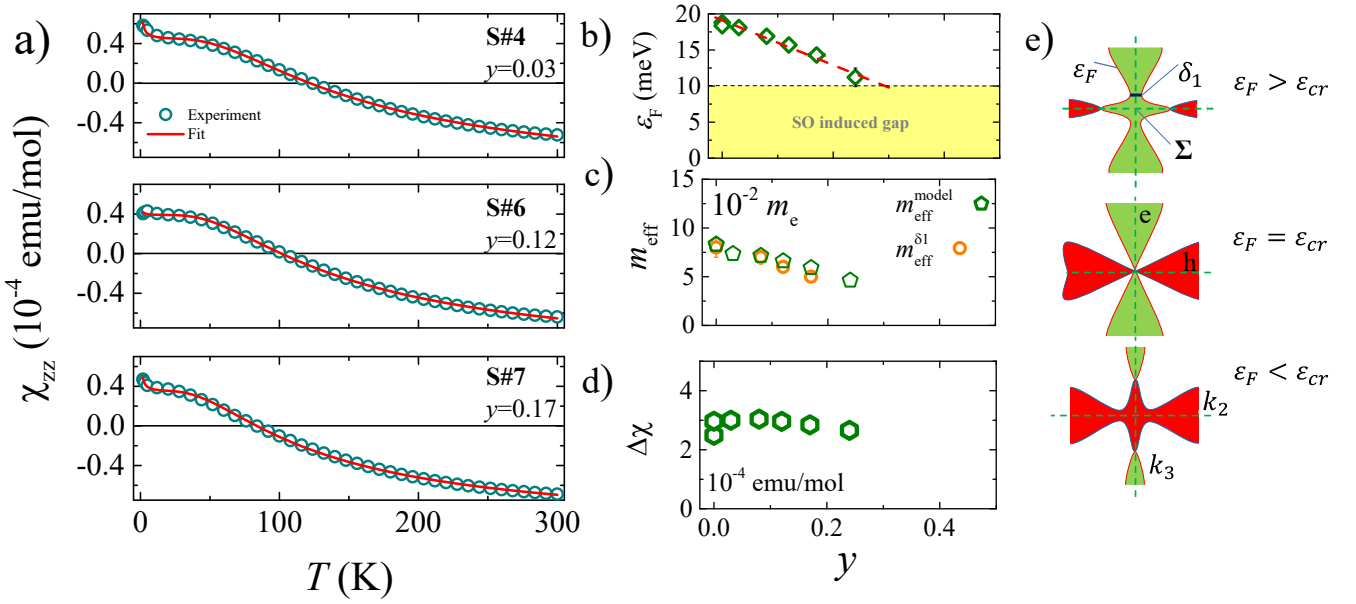 a)
χzz (10-4 emu/mol)
0.4
0.0
-0.4
S#4
y=0.03
Experiment
Fit
0.4
0.0
-0.4
S#6
y=0.12
0.4
0.0
-0.4
S#7
y=0.17
0
100
200
300
T (K)
b)
εF (meV)
20
15
10
5
0
SO induced gap
c)
meff
15
10
5
0
10-2 me
meffmodel
meffδ1
d)
Δχ
4
2
0
10-4 emu/mol
0.0
0.2
0.4
y
e)
εF
δ1
εF > εcr
Σ
e
h
εF = εcr
εF < εcr
k2
k3